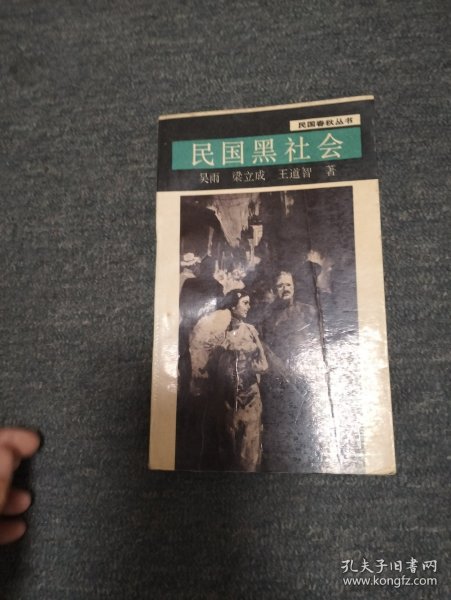 民国春秋丛书
民国黑社会
吴雨 梁立成 王道智 著
孔夫子旧书网
www.kongfz.com